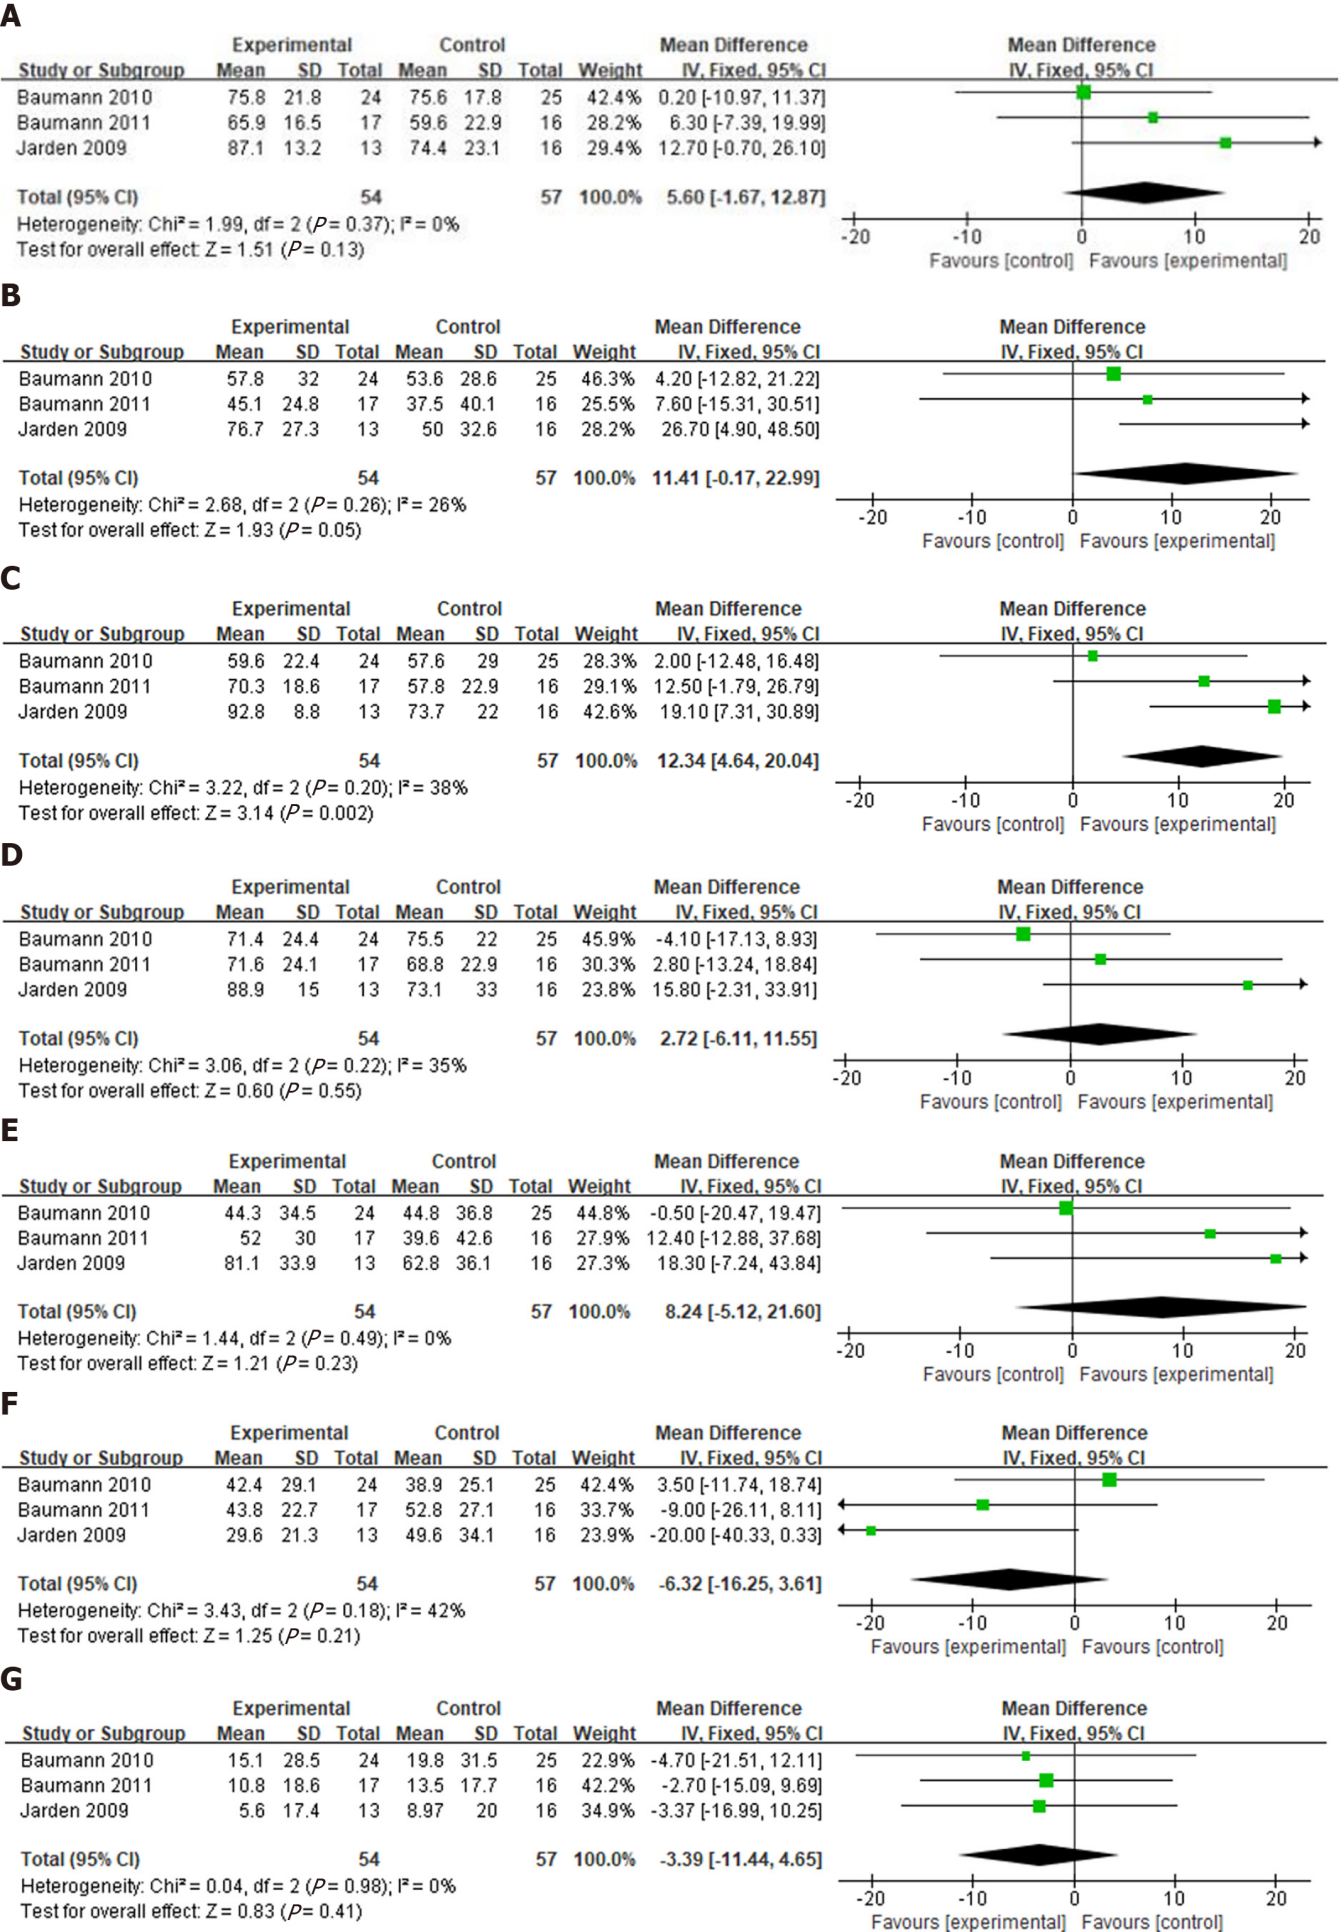 A
Experimental Control Mean Difference Mean Difference
Study or Subgroup Mean SD Total Mean SD Total Weight IV, Fixed, 95% CI IV, Fixed, 95% CI
Baumann 2010 75.8 21.8 24 75.6 17.8 25 42.4% 0.20 [-10.97, 11.37]
Baumann 2011 65.9 16.5 17 59.6 22.9 16 28.2% 6.30 [-7.39, 19.99]
Jarden 2009 87.1 13.2 13 74.4 23.1 16 29.4% 12.70 [-0.70, 26.10]
Total (95% CI) 54 57 100.0% 5.60 [-1.67, 12.87]
Heterogeneity: Chi² = 1.99, df = 2 (P = 0.37); I² = 0%
Test for overall effect: Z = 1.51 (P = 0.13)
-20 -10 0 10 20
Favours [control] Favours [experimental]
B
Experimental Control Mean Difference Mean Difference
Study or Subgroup Mean SD Total Mean SD Total Weight IV, Fixed, 95% CI IV, Fixed, 95% CI
Baumann 2010 57.8 32 24 53.6 28.6 25 46.3% 4.20 [-12.82, 21.22]
Baumann 2011 45.1 24.8 17 37.5 40.1 16 25.5% 7.60 [-15.31, 30.51]
Jarden 2009 76.7 27.3 13 50 32.6 16 28.2% 26.70 [4.90, 48.50]
Total (95% CI) 54 57 100.0% 11.41 [-0.17, 22.99]
Heterogeneity: Chi² = 2.68, df = 2 (P = 0.26); I² = 26%
Test for overall effect: Z = 1.93 (P = 0.05)
-20 -10 0 10 20
Favours [control] Favours [experimental]
C
Experimental Control Mean Difference Mean Difference
Study or Subgroup Mean SD Total Mean SD Total Weight IV, Fixed, 95% CI IV, Fixed, 95% CI
Baumann 2010 59.6 22.4 24 57.6 29 25 28.3% 2.00 [-12.48, 16.48]
Baumann 2011 70.3 18.6 17 57.8 22.9 16 29.1% 12.50 [-1.79, 26.79]
Jarden 2009 92.8 8.8 13 73.7 22 16 42.6% 19.10 [7.31, 30.89]
Total (95% CI) 54 57 100.0% 12.34 [4.64, 20.04]
Heterogeneity: Chi² = 3.22, df = 2 (P = 0.20); I² = 38%
Test for overall effect: Z = 3.14 (P = 0.002)
-20 -10 0 10 20
Favours [control] Favours [experimental]
D
Experimental Control Mean Difference Mean Difference
Study or Subgroup Mean SD Total Mean SD Total Weight IV, Fixed, 95% CI IV, Fixed, 95% CI
Baumann 2010 71.4 24.4 24 75.5 22 25 45.9% -4.10 [-17.13, 8.93]
Baumann 2011 71.6 24.1 17 68.8 22.9 16 30.3% 2.80 [-13.24, 18.84]
Jarden 2009 88.9 15 13 73.1 33 16 23.8% 15.80 [-2.31, 33.91]
Total (95% CI) 54 57 100.0% 2.72 [-6.11, 11.55]
Heterogeneity: Chi² = 3.06, df = 2 (P = 0.22); I² = 35%
Test for overall effect: Z = 0.60 (P = 0.55)
-20 -10 0 10 20
Favours [control] Favours [experimental]
E
Experimental Control Mean Difference Mean Difference
Study or Subgroup Mean SD Total Mean SD Total Weight IV, Fixed, 95% CI IV, Fixed, 95% CI
Baumann 2010 44.3 34.5 24 44.8 36.8 25 44.8% -0.50 [-20.47, 19.47]
Baumann 2011 52 30 17 39.6 42.6 16 27.9% 12.40 [-12.88, 37.68]
Jarden 2009 81.1 33.9 13 62.8 36.1 16 27.3% 18.30 [-7.24, 43.84]
Total (95% CI) 54 57 100.0% 8.24 [-5.12, 21.60]
Heterogeneity: Chi² = 1.44, df = 2 (P = 0.49); I² = 0%
Test for overall effect: Z = 1.21 (P = 0.23)
-20 -10 0 10 20
Favours [control] Favours [experimental]
F
Experimental Control Mean Difference Mean Difference
Study or Subgroup Mean SD Total Mean SD Total Weight IV, Fixed, 95% CI IV, Fixed, 95% CI
Baumann 2010 42.4 29.1 24 38.9 25.1 25 42.4% 3.50 [-11.74, 18.74]
Baumann 2011 43.8 22.7 17 52.8 27.1 16 33.7% -9.00 [-26.11, 8.11]
Jarden 2009 29.6 21.3 13 49.6 34.1 16 23.9% -20.00 [-40.33, 0.33]
Total (95% CI) 54 57 100.0% -6.32 [-16.25, 3.61]
Heterogeneity: Chi² = 3.43, df = 2 (P = 0.18); I² = 42%
Test for overall effect: Z = 1.25 (P = 0.21)
-20 -10 0 10 20
Favours [experimental] Favours [control]
G
Experimental Control Mean Difference Mean Difference
Study or Subgroup Mean SD Total Mean SD Total Weight IV, Fixed, 95% CI IV, Fixed, 95% CI
Baumann 2010 15.1 28.5 24 19.8 31.5 25 22.9% -4.70 [-21.51, 12.11]
Baumann 2011 10.8 18.6 17 13.5 17.7 16 42.2% -2.70 [-15.09, 9.69]
Jarden 2009 5.6 17.4 13 8.97 20 16 34.9% -3.37 [-16.99, 10.25]
Total (95% CI) 54 57 100.0% -3.39 [-11.44, 4.65]
Heterogeneity: Chi² = 0.04, df = 2 (P = 0.98); I² = 0%
Test for overall effect: Z = 0.83 (P = 0.41)
-20 -10 0 10 20
Favours [experimental] Favours [control]